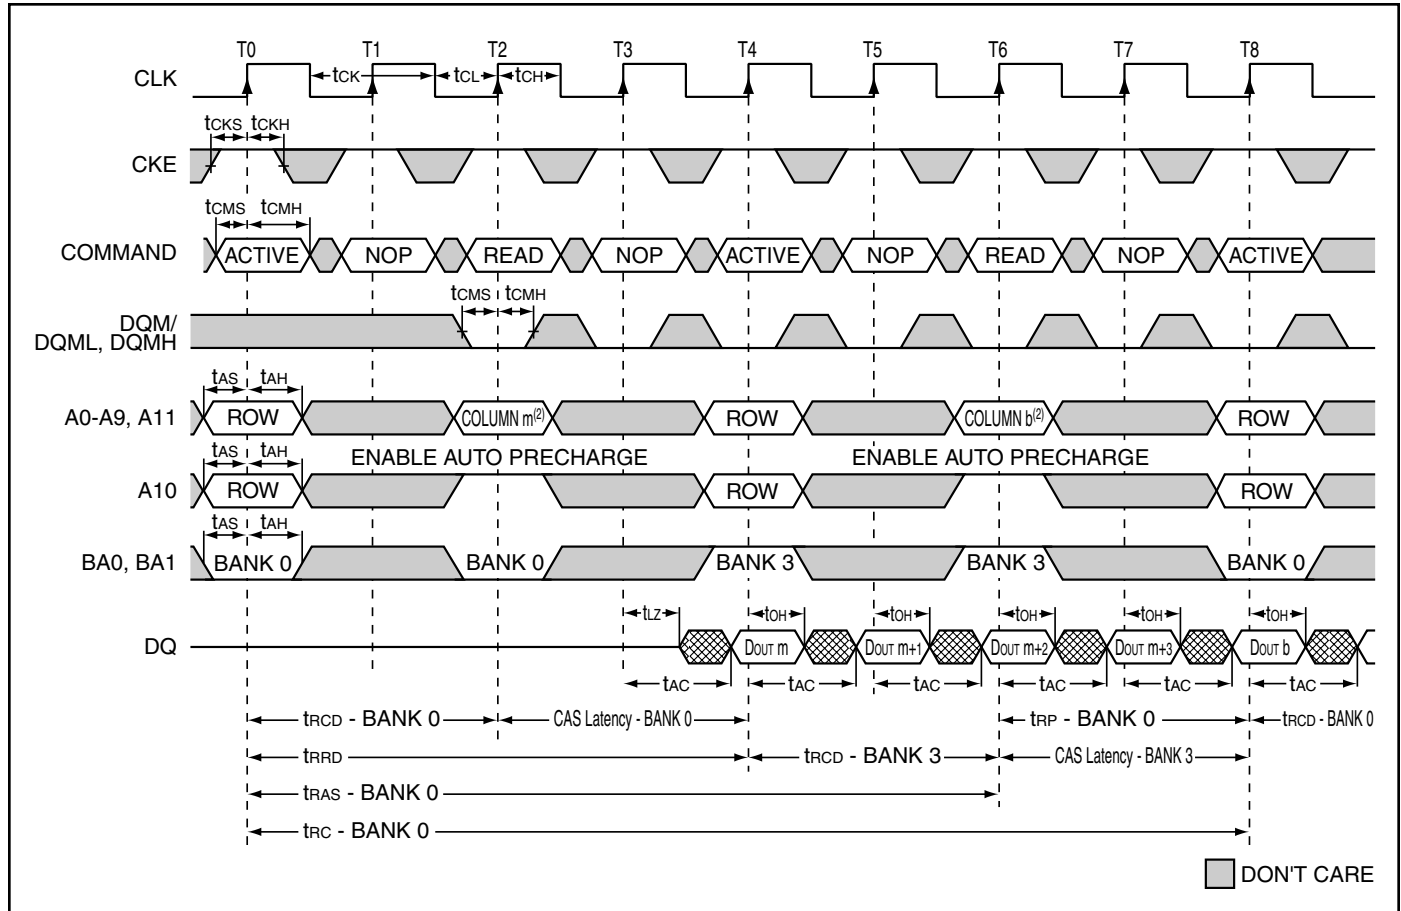 T0 T1 T2 T3 T4 T5 T6 T7 T8
CLK tCK tCL tCH
tCKS tCKH
CKE
tCMS tCMH
COMMAND ACTIVE NOP READ NOP ACTIVE NOP READ NOP ACTIVE
tCMS tCMH
DQM/
DQML, DQMH
tAS tAH
A0-A9, A11 ROW COLUMN m(2) ROW COLUMN b(2) ROW
tAS tAH ENABLE AUTO PRECHARGE ENABLE AUTO PRECHARGE
A10 ROW ROW ROW
tAS tAH
BA0, BA1 BANK 0 BANK 0 BANK 3 BANK 3 BANK 0
tLZ tOH tOH tOH tOH tOH
DQ DOUT m DOUT m+1 DOUT m+2 DOUT m+3 DOUT b
tAC tAC tAC tAC tAC tAC
tRCD - BANK 0 CAS Latency - BANK 0 tRP - BANK 0 tRCD - BANK 0
tRRD tRCD - BANK 3 CAS Latency - BANK 3
tRAS - BANK 0
tRC - BANK 0
DON'T CARE